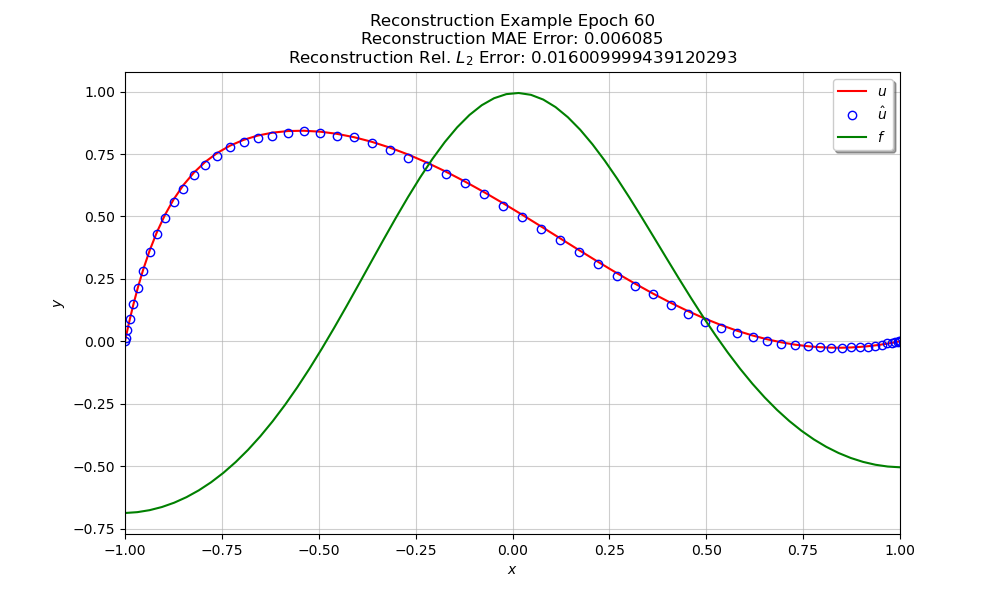 Reconstruction Example Epoch 60
Reconstruction MAE Error: 0.006085
Reconstruction Rel. $L_2$ Error: 0.016009999439120293
u
û
f
1.00
0.75
0.50
0.25
0.00
−0.25
−0.50
−0.75
y
−1.00 −0.75 −0.50 −0.25 0.00 0.25 0.50 0.75 1.00
x